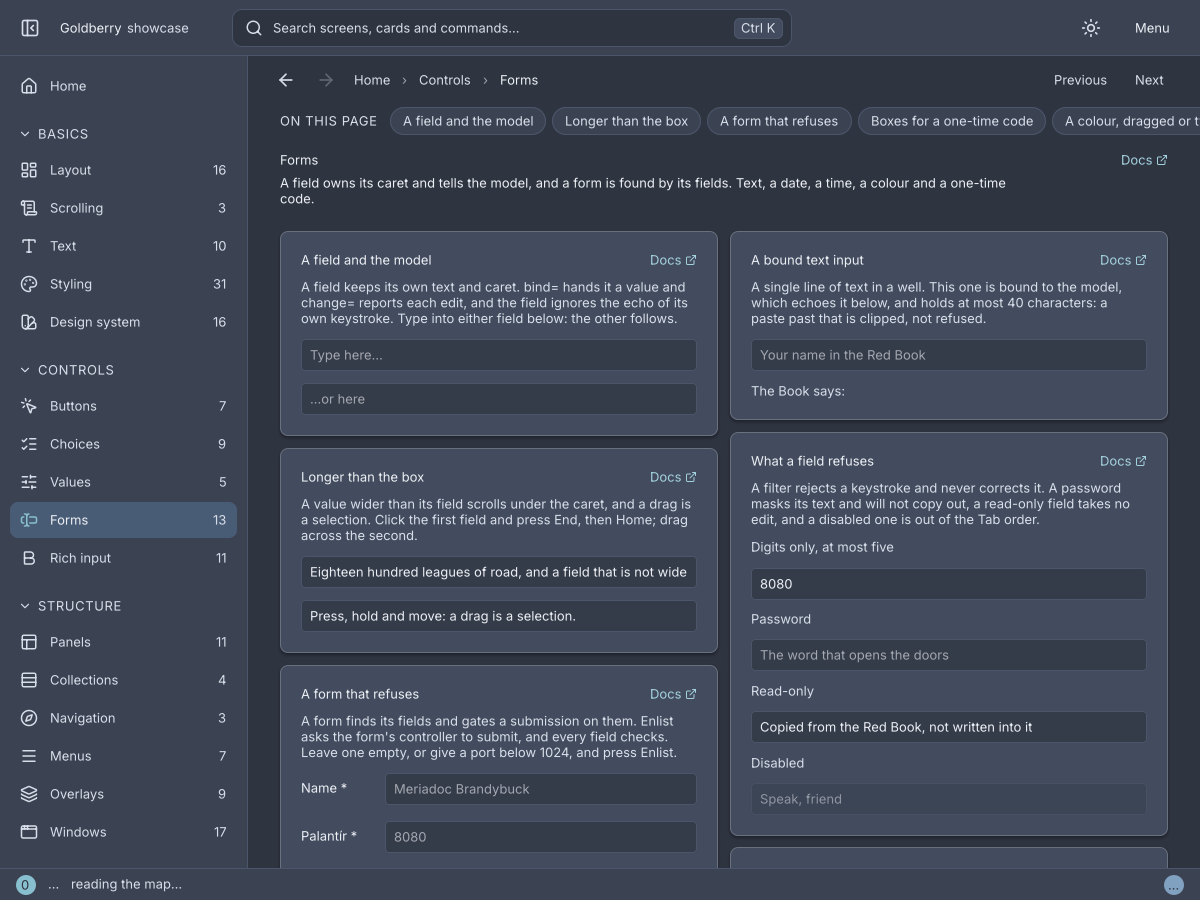 Goldberry showcase
Search screens, cards and commands...
Ctrl K
Menu
Home
BASICS
Layout 16
Scrolling 3
Text 10
Styling 31
Design system 16
CONTROLS
Buttons 7
Choices 9
Values 5
Forms 13
Rich input 11
STRUCTURE
Panels 11
Collections 4
Navigation 3
Menus 7
Overlays 9
Windows 17
Home › Controls › Forms
Previous Next
ON THIS PAGE
A field and the model
Longer than the box
A form that refuses
Boxes for a one-time code
A colour, dragged or t
Forms
Docs
A field owns its caret and tells the model, and a form is found by its fields. Text, a date, a time, a colour and a one-time
code.
A field and the model
Docs
A field keeps its own text and caret. bind= hands it a value and
change= reports each edit, and the field ignores the echo of its
own keystroke. Type into either field below: the other follows.
Type here...
...or here
Longer than the box
Docs
A value wider than its field scrolls under the caret, and a drag is
a selection. Click the first field and press End, then Home; drag
across the second.
Eighteen hundred leagues of road, and a field that is not wide
Press, hold and move: a drag is a selection.
A form that refuses
Docs
A form finds its fields and gates a submission on them. Enlist
asks the form's controller to submit, and every field checks.
Leave one empty, or give a port below 1024, and press Enlist.
Name *
Meriadoc Brandybuck
Palantír *
8080
A bound text input
Docs
A single line of text in a well. This one is bound to the model,
which echoes it below, and holds at most 40 characters: a
paste past that is clipped, not refused.
Your name in the Red Book
The Book says:
What a field refuses
Docs
A filter rejects a keystroke and never corrects it. A password
masks its text and will not copy out, a read-only field takes no
edit, and a disabled one is out of the Tab order.
Digits only, at most five
8080
Password
The word that opens the doors
Read-only
Copied from the Red Book, not written into it
Disabled
Speak, friend
0 ... reading the map...
...